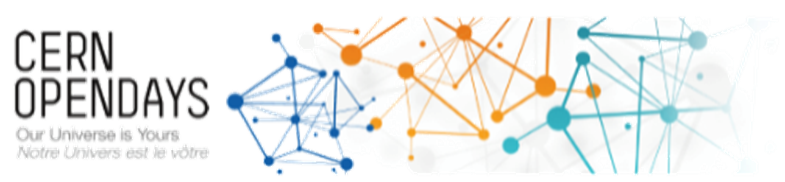 CERN
OPENDAYS
Our Universe is Yours
Notre Univers est le vôtre